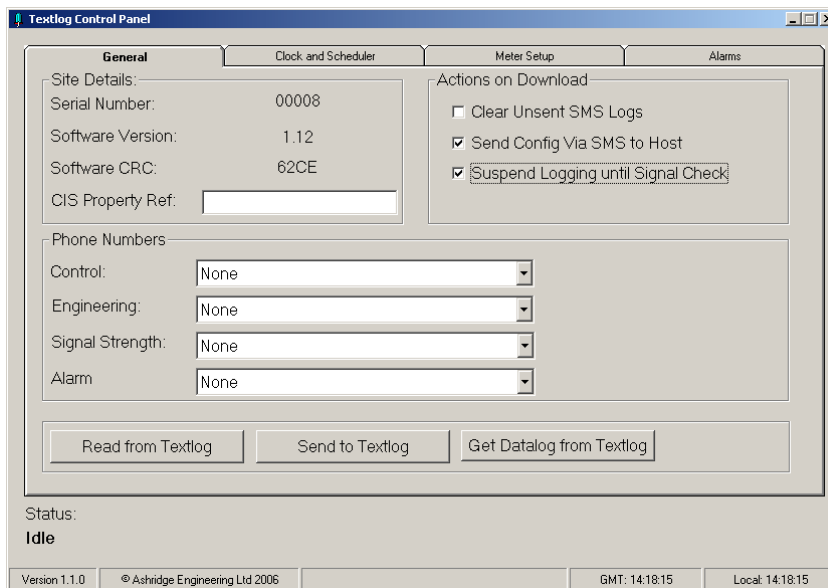 Textlog Control Panel
General
Clock and Scheduler
Meter Setup
Alarms
Site Details:
Serial Number: 00008
Software Version: 1.12
Software CRC: 62CE
CIS Property Ref:
Actions on Download
Clear Unsent SMS Logs
Send Config Via SMS to Host
Suspend Logging until Signal Check
Phone Numbers
Control: None
Engineering: None
Signal Strength: None
Alarm None
Read from Textlog
Send to Textlog
Get Datalog from Textlog
Status:
Idle
Version 1.1.0
© Ashridge Engineering Ltd 2006
GMT: 14:18:15
Local: 14:18:15